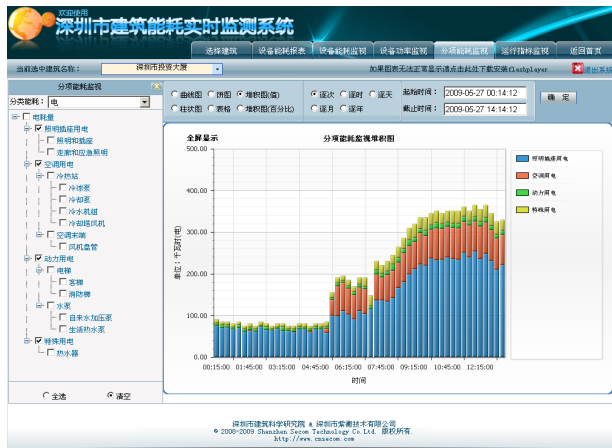 欢迎使用
深圳市建筑能耗实时监测系统
选择建筑 设备能耗报表 设备能耗监视 设备功率监视 分项能耗监视 运行指标监视 返回首页
当前选中建筑名称: 深圳市投资大厦 如果图表无法正常显示请点击此处下载安装flashplayer 退出系统
分项能耗监视
分类能耗: 电
电耗量
照明插座用电
照明和插座
走廊和应急照明
空调用电
冷热站
冷冻泵
冷却泵
冷水机组
冷却塔风机
空调末端
风机盘管
动力用电
电梯
客梯
消防梯
水泵
自来水加压泵
生活热水泵
特殊用电
热水器
全选 清空
曲线图 饼图 堆积图(值) 逐次 逐时 逐天 起始时间: 2009-05-27 00:14:12 确 定
柱状图 表格 堆积图(百分比) 逐月 逐年 截止时间: 2009-05-27 14:14:12
全屏显示 分项能耗监视堆积图
单位:千瓦时(电)
500.00
400.00
300.00
200.00
100.00
0.00
00:15:00 01:45:00 03:15:00 04:45:00 06:15:00 07:45:00 09:15:00 10:45:00 12:15:00
时间
照明插座用电
空调用电
动力用电
特殊用电
深圳市建筑科学研究院 & 深圳市紫衡技术有限公司
© 2008-2009 Shenzhen Secom Technology Co.Ltd. 版权所有.
http://www.cnsecom.com